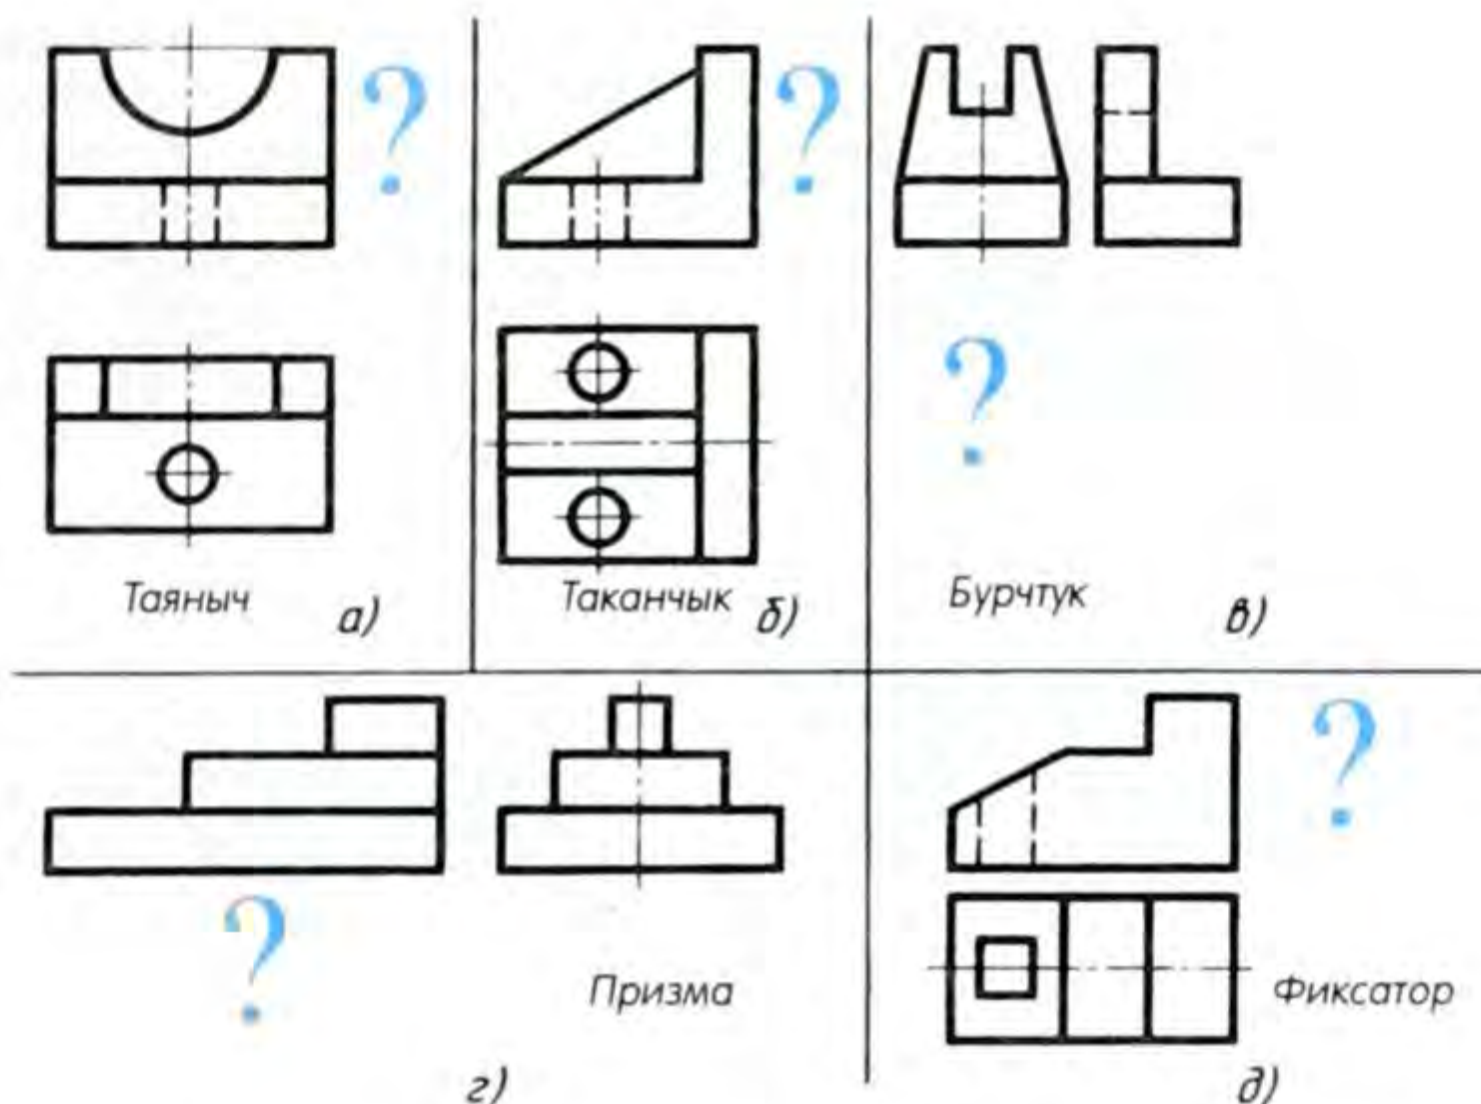 ?
?
?
Таяныч
а)
Таканчык
б)
Бурчтук
в)
?
?
Призма
Фиксатор
г)
д)